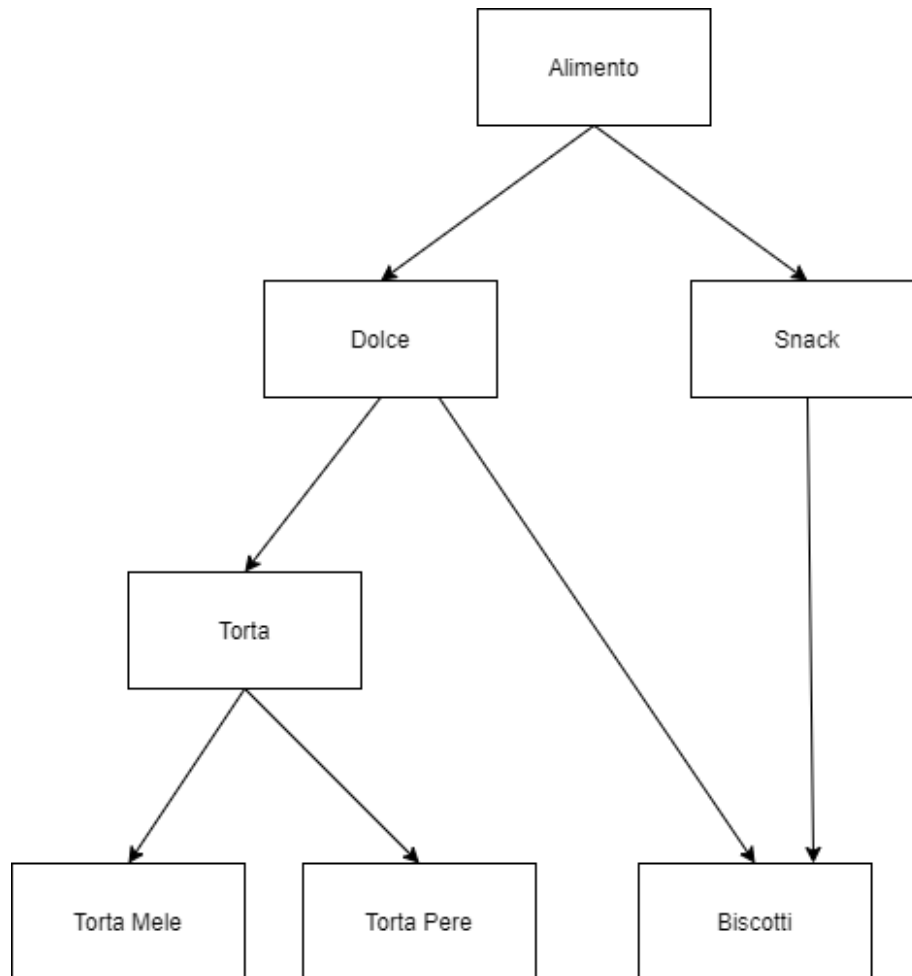 Alimento
Dolce
Snack
Torta
Torta Mele
Torta Pere
Biscotti